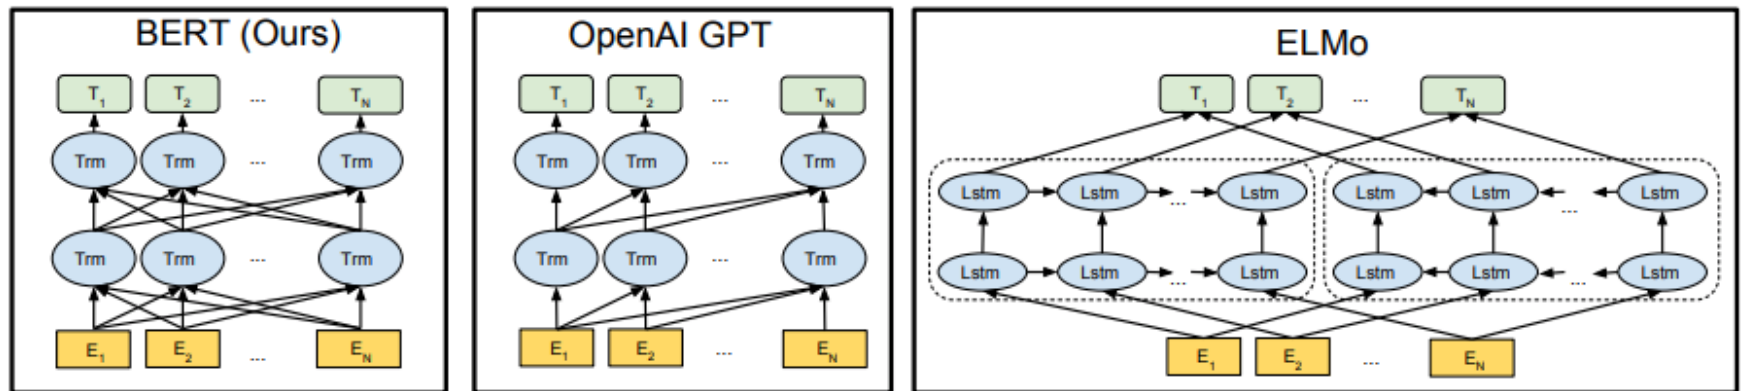 BERT (Ours)
T1 T2 ... TN
Trm Trm ... Trm
Trm Trm ... Trm
E1 E2 ... EN
OpenAI GPT
T1 T2 ... TN
Trm Trm ... Trm
Trm Trm ... Trm
E1 E2 ... EN
ELMo
T1 T2 ... TN
Lstm Lstm ... Lstm Lstm Lstm ... Lstm
Lstm Lstm ... Lstm Lstm Lstm ... Lstm
E1 E2 ... EN